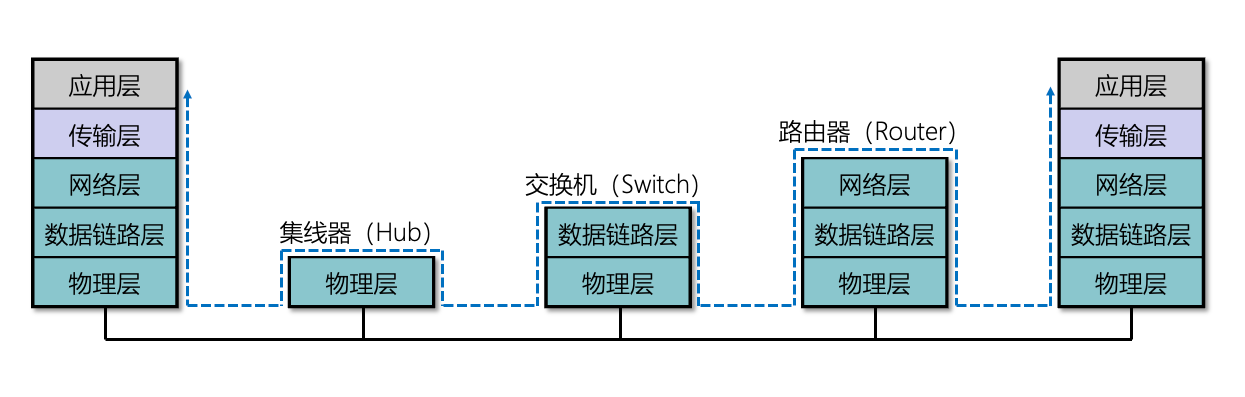 应用层
传输层
网络层
数据链路层
物理层
集线器（Hub）
物理层
交换机（Switch）
数据链路层
物理层
路由器（Router）
网络层
数据链路层
物理层
应用层
传输层
网络层
数据链路层
物理层